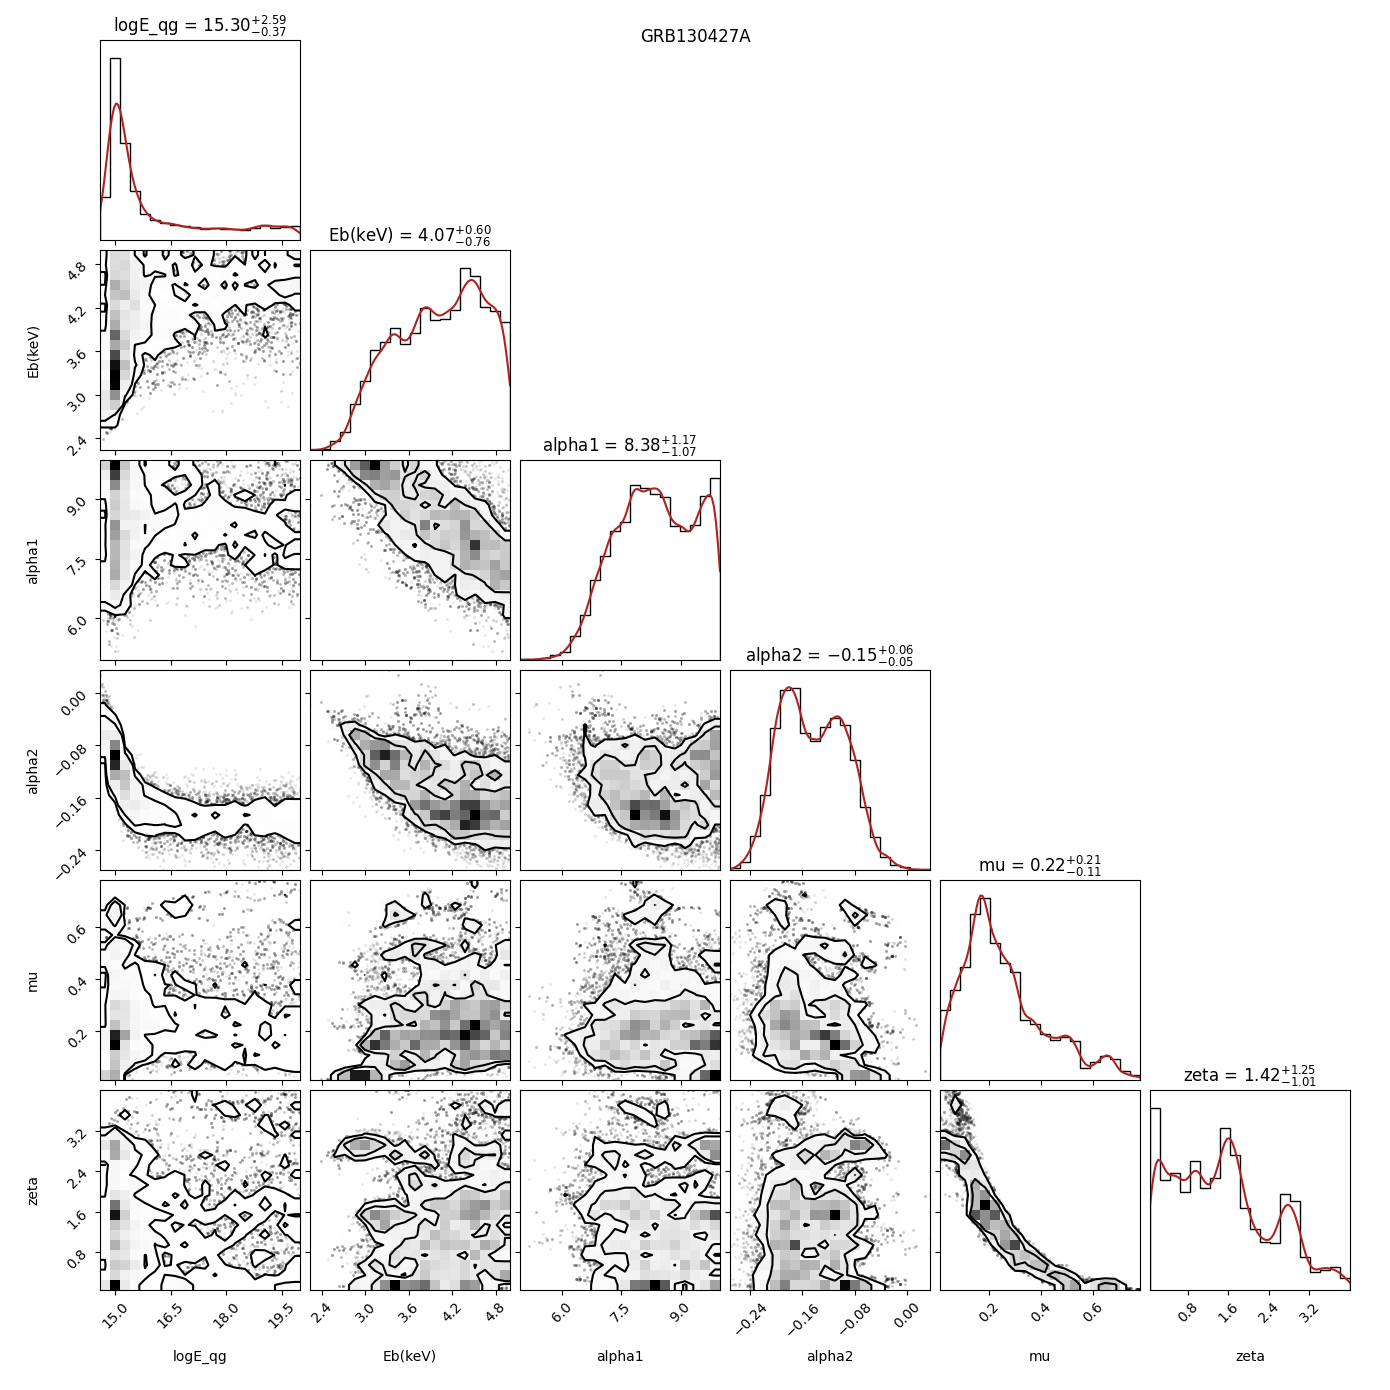 logE_qg = 15.30+2.59 −0.37
GRB130427A
Eb(keV) = 4.07+0.60 −0.76
4.8
4.2
3.6
3.0
2.4
Eb(keV)
alpha1 = 8.38+1.17 −1.07
9.0
7.5
6.0
alpha1
alpha2 = −0.15+0.06 −0.05
0.00
−0.08
−0.16
−0.24
alpha2
mu = 0.22+0.21 −0.11
0.6
0.4
0.2
mu
zeta = 1.42+1.25 −1.01
3.2
2.4
1.6
0.8
zeta
15.0 16.5 18.0 19.5 2.4 3.0 3.6 4.2 4.8 6.0 7.5 9.0 −0.24 −0.16 −0.08 0.00 0.2 0.4 0.6 0.8 1.6 2.4 3.2
logE_qg Eb(keV) alpha1 alpha2 mu zeta